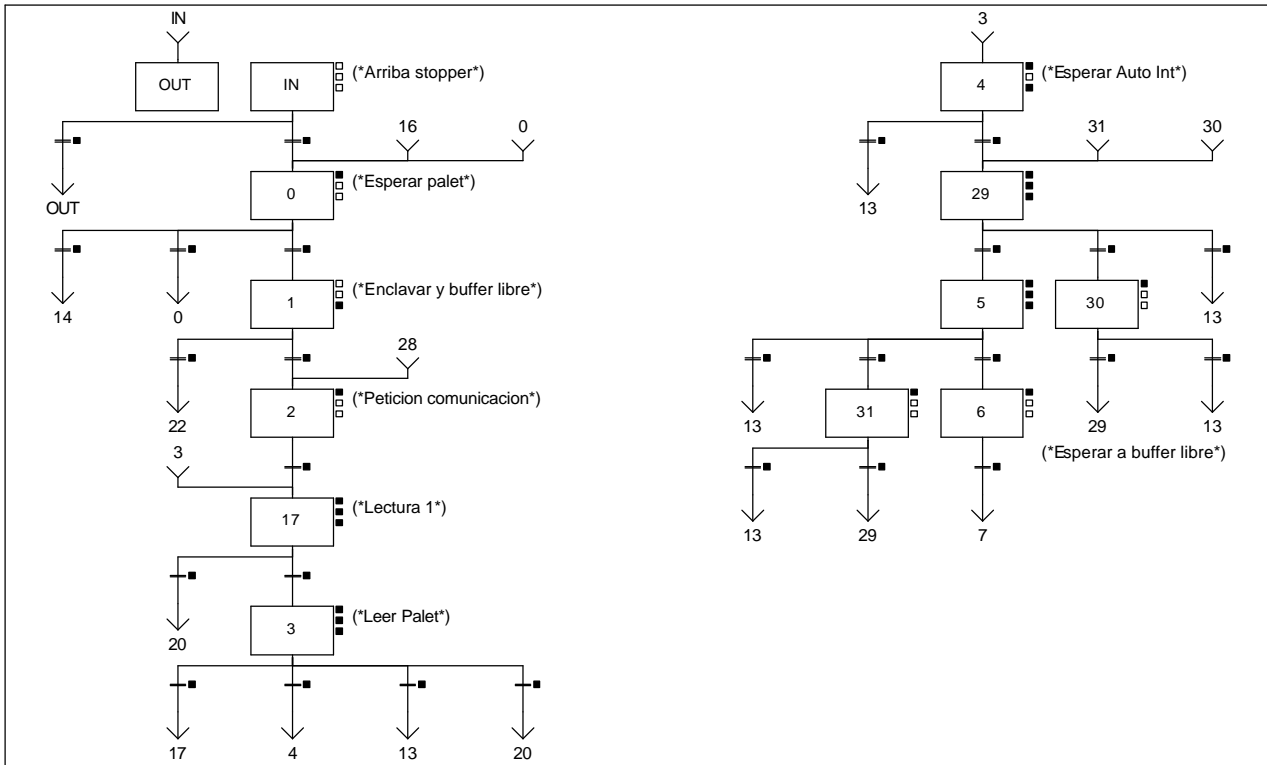 IN
OUT
IN
(*Arriba stopper*)
16
0
OUT
0
(*Esperar palet*)
14
0
1
(*Enclavar y buffer libre*)
28
22
2
(*Peticion comunicacion*)
3
17
(*Lectura 1*)
20
3
(*Leer Palet*)
17
4
13
20
3
4
(*Esperar Auto Int*)
31
30
13
29
5
30
13
13
31
6
29
13
(*Esperar a buffer libre*)
13
29
7